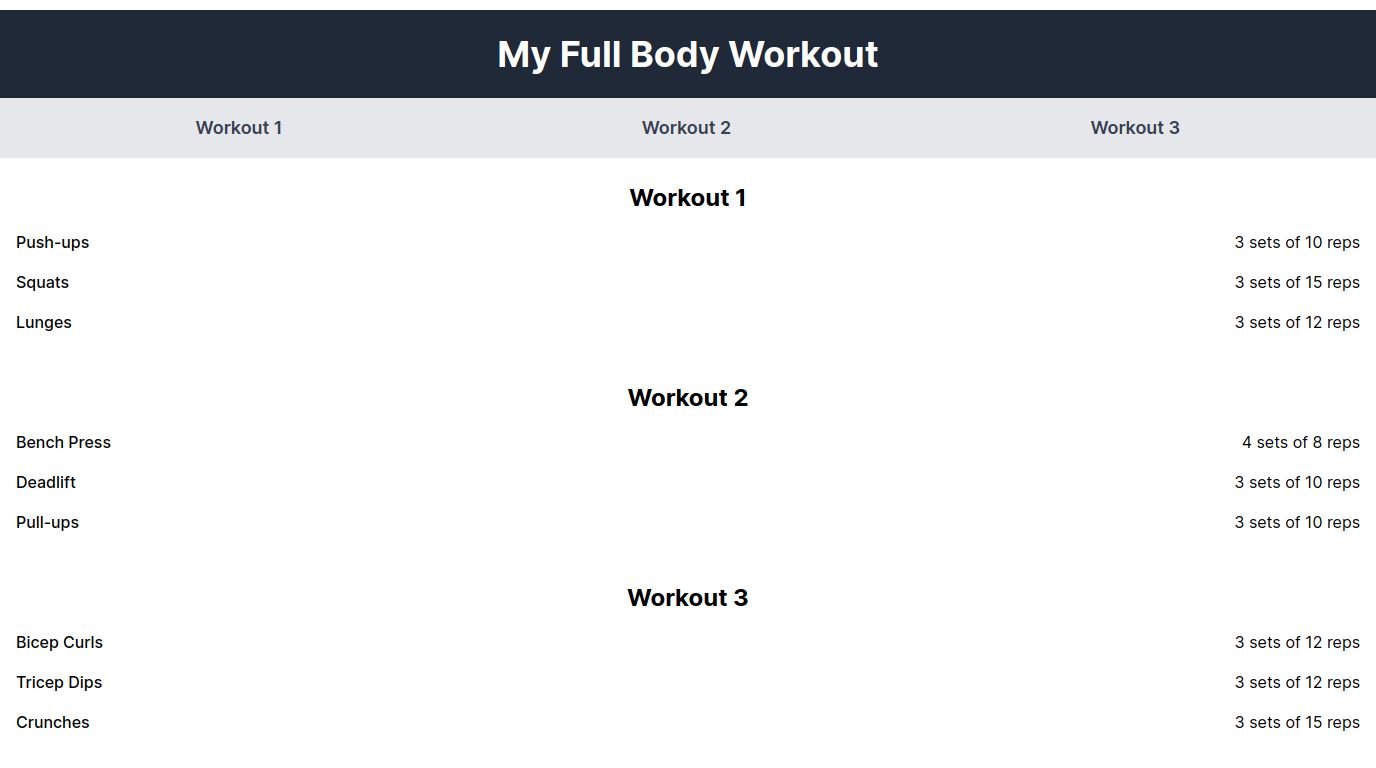 My Full Body Workout
Workout 1 Workout 2 Workout 3
Workout 1
Push-ups 3 sets of 10 reps
Squats 3 sets of 15 reps
Lunges 3 sets of 12 reps
Workout 2
Bench Press 4 sets of 8 reps
Deadlift 3 sets of 10 reps
Pull-ups 3 sets of 10 reps
Workout 3
Bicep Curls 3 sets of 12 reps
Tricep Dips 3 sets of 12 reps
Crunches 3 sets of 15 reps